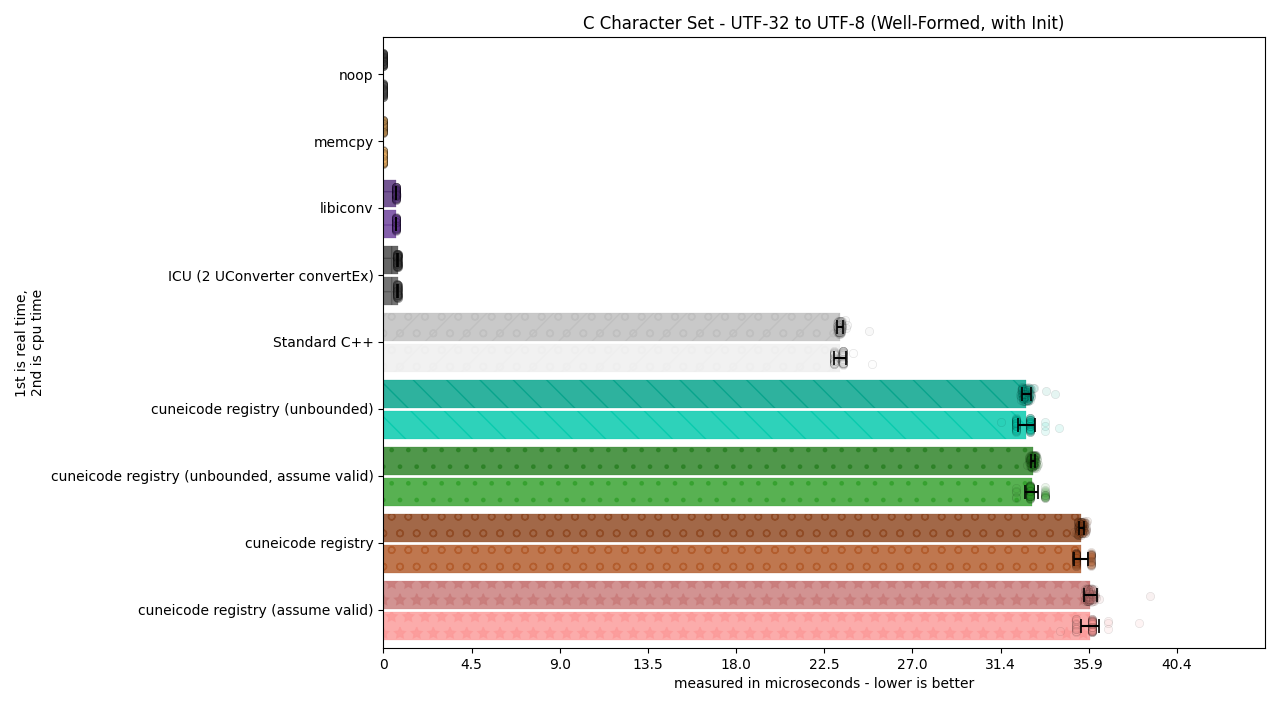 C Character Set - UTF-32 to UTF-8 (Well-Formed, with Init)
noop
memcpy
libiconv
ICU (2 UConverter convertEx)
Standard C++
cuneicode registry (unbounded)
cuneicode registry (unbounded, assume valid)
cuneicode registry
cuneicode registry (assume valid)
1st is real time,
2nd is cpu time
0 4.5 9.0 13.5 18.0 22.5 27.0 31.4 35.9 40.4
measured in microseconds - lower is better